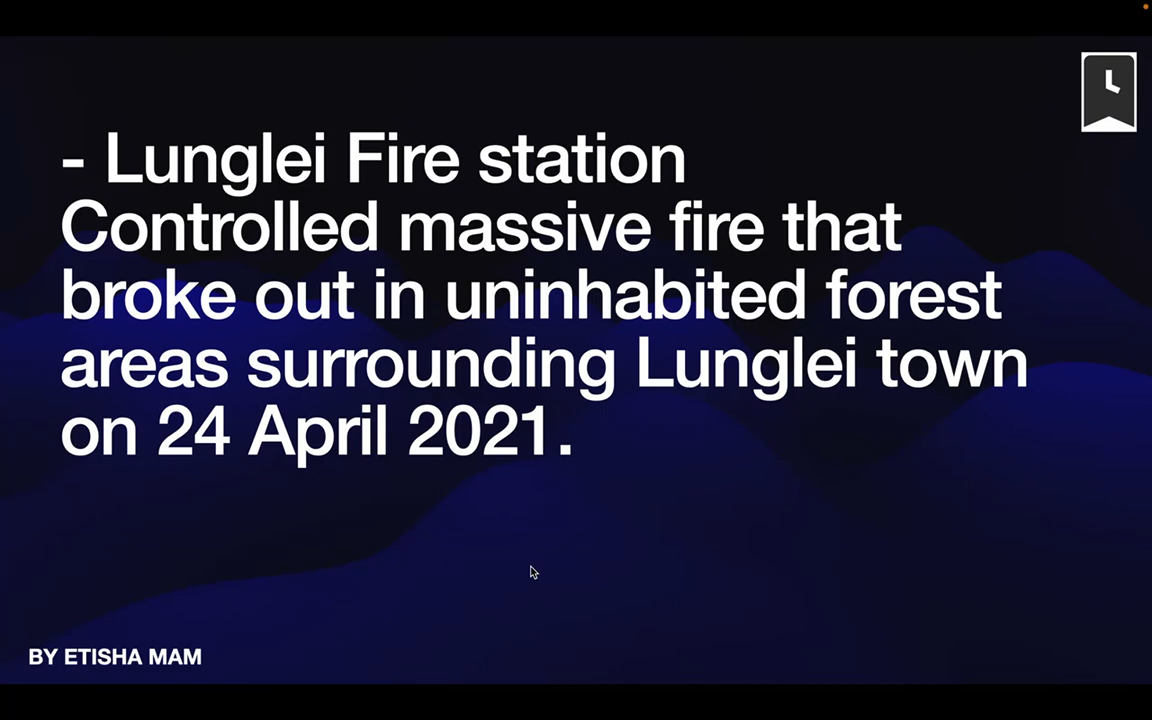 - Lunglei Fire station
Controlled massive fire that
broke out in uninhabited forest
areas surrounding Lunglei town
on 24 April 2021.
BY ETISHA MAM